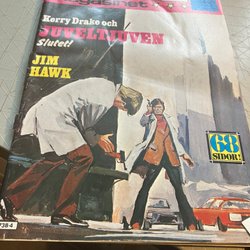 Kerry Drake och
JUVELTJUVEN
Slutet!
JIM
HAWK
68
SIDOR!